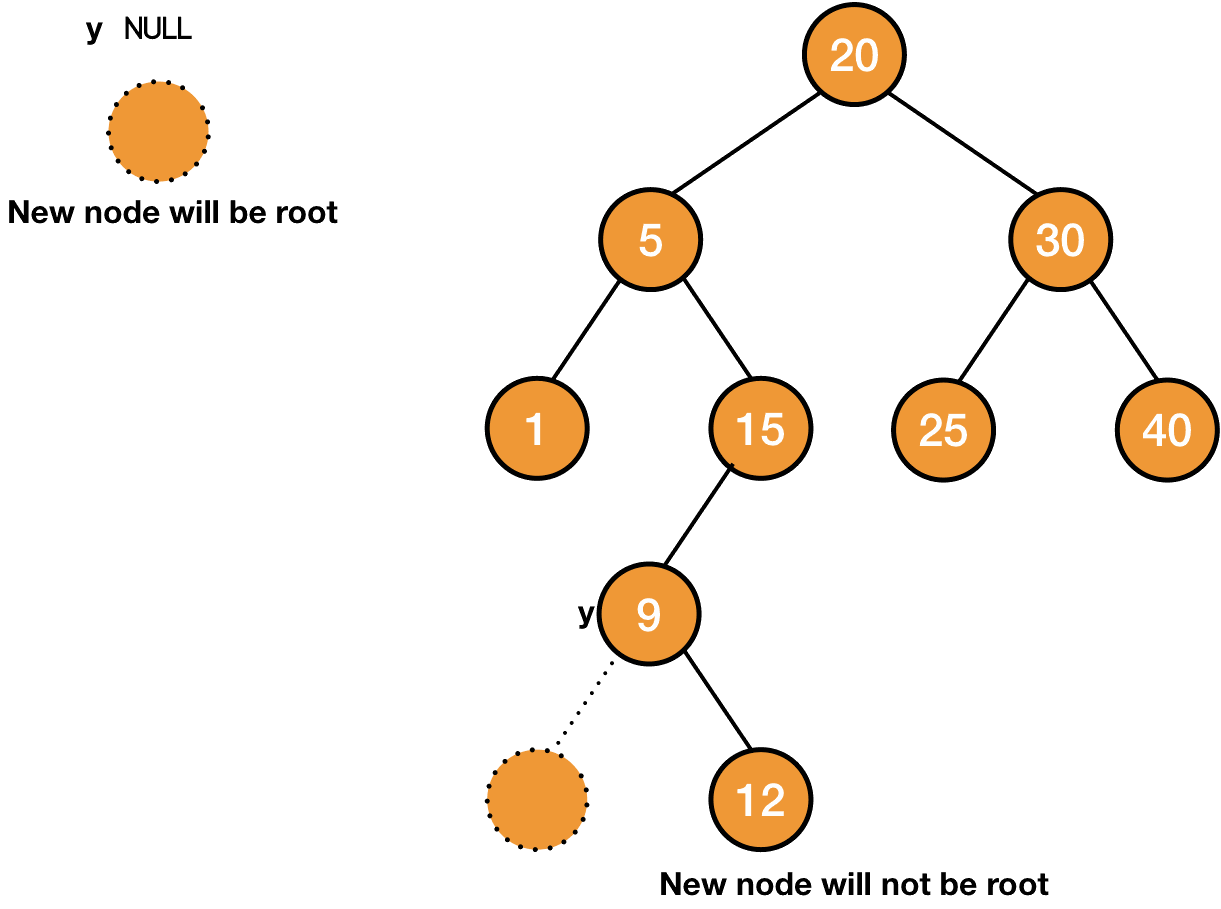 y NULL
New node will be root
20
5 30
1 15 25 40
y 9
12
New node will not be root